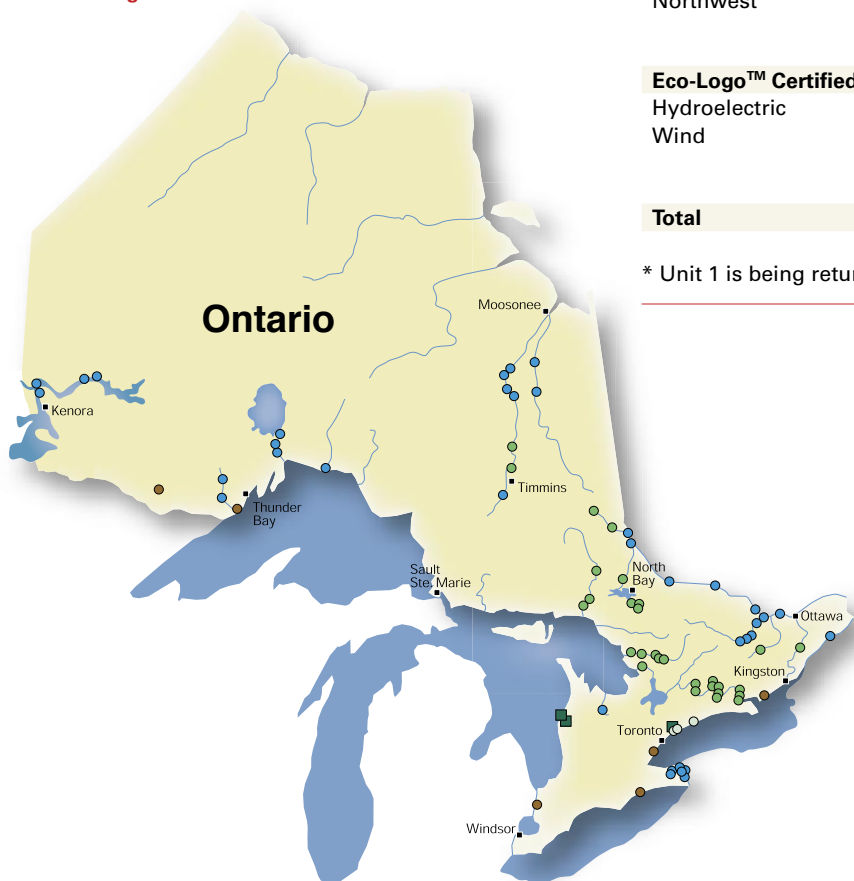 Northwest
Eco-Logo™ Certified
Hydroelectric
Wind
Total
* Unit 1 is being retur
Ontario
Moosonee
Kenora
Timmins
Thunder
Bay
Sault
Ste. Marie
North
Bay
Ottawa
Kingston
Toronto
Windsor